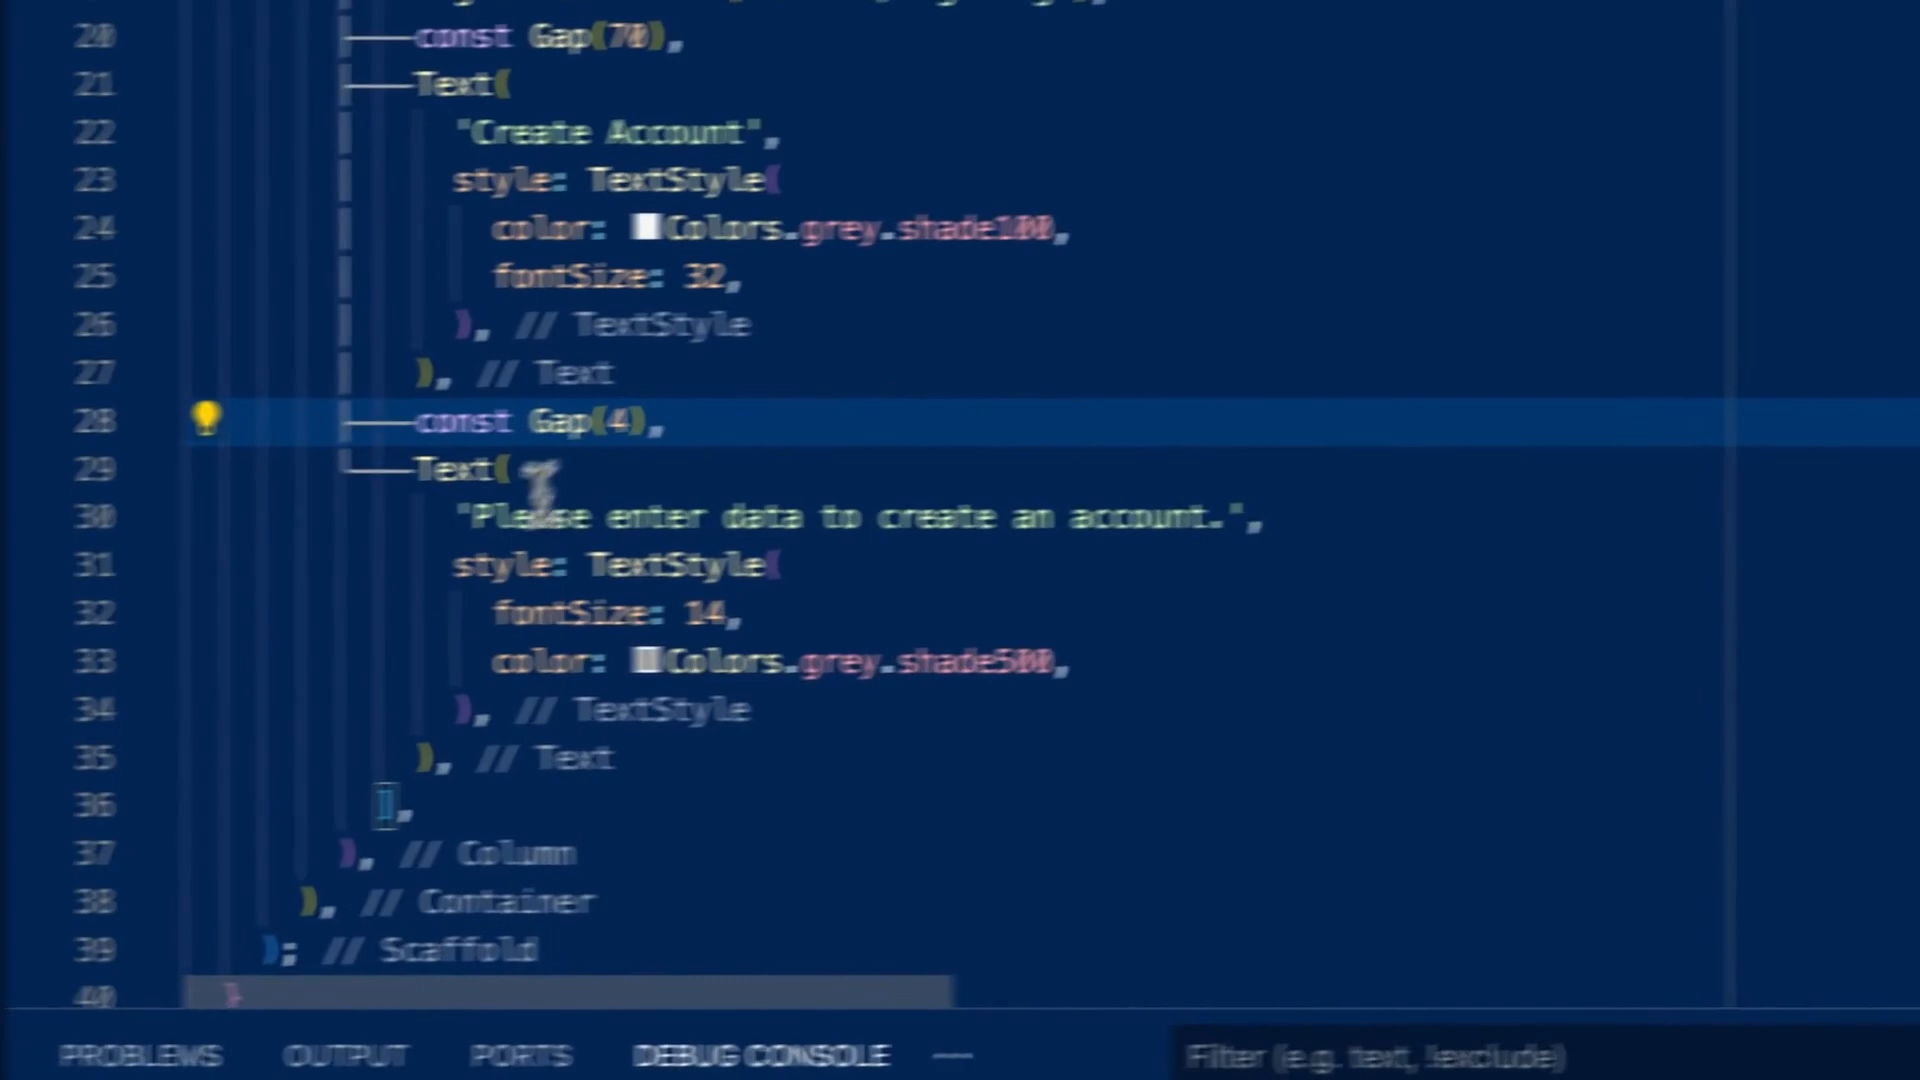 20 const Gap(70),
21 Text(
22 "Create Account",
23 style: TextStyle(
24 color: Colors.grey.shade100,
25 fontSize: 32,
26 ), // TextStyle
27 ), // Text
28 const Gap(4),
29 Text(
30 "Please enter data to create an account.",
31 style: TextStyle(
32 fontSize: 14,
33 color: Colors.grey.shade500,
34 ), // TextStyle
35 ), // Text
36 ],
37 ), // Column
38 ), // Container
39 ); // Scaffold
40 }
PROBLEMS OUTPUT PORTS DEBUG CONSOLE Filter (e.g. text, !exclude)